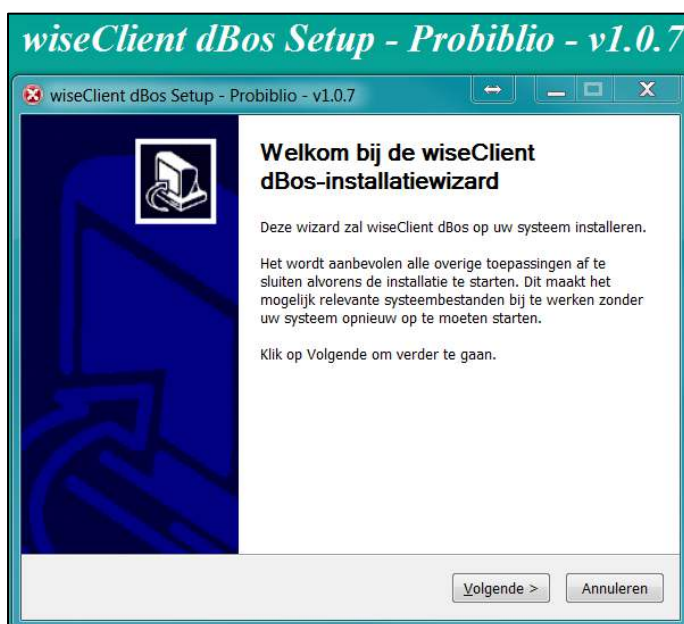 wiseClient dBos Setup - Probiblio - v1.0.7
wiseClient dBos Setup - Probiblio - v1.0.7
Welkom bij de wiseClient
dBos-installatiewizard
Deze wizard zal wiseClient dBos op uw systeem installeren.
Het wordt aanbevolen alle overige toepassingen af te
sluiten alvorens de installatie te starten. Dit maakt het
mogelijk relevante systeembestanden bij te werken zonder
uw systeem opnieuw op te moeten starten.
Klik op Volgende om verder te gaan.
Volgende >
Annuleren